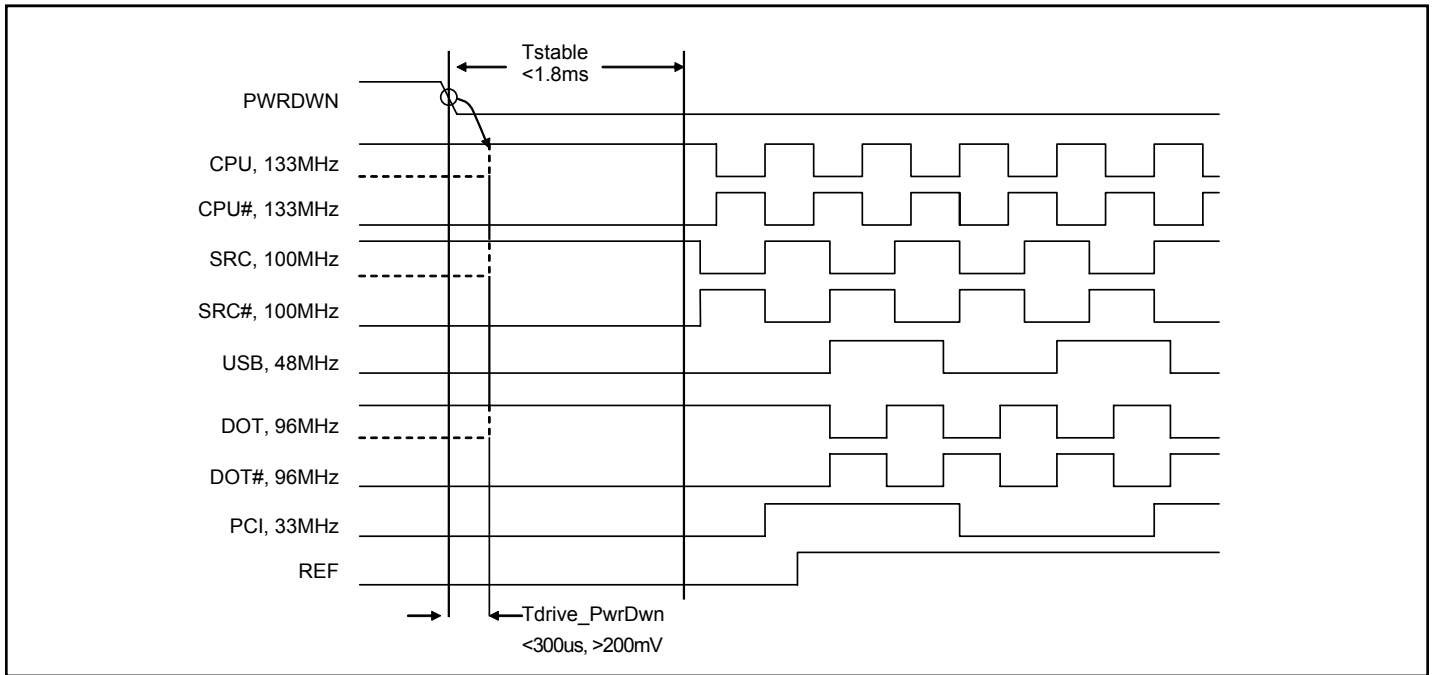 Tstable
<1.8ms
PWRDWN
CPU, 133MHz
CPU#, 133MHz
SRC, 100MHz
SRC#, 100MHz
USB, 48MHz
DOT, 96MHz
DOT#, 96MHz
PCI, 33MHz
REF
Tdrive_PwrDwn
<300us, >200mV